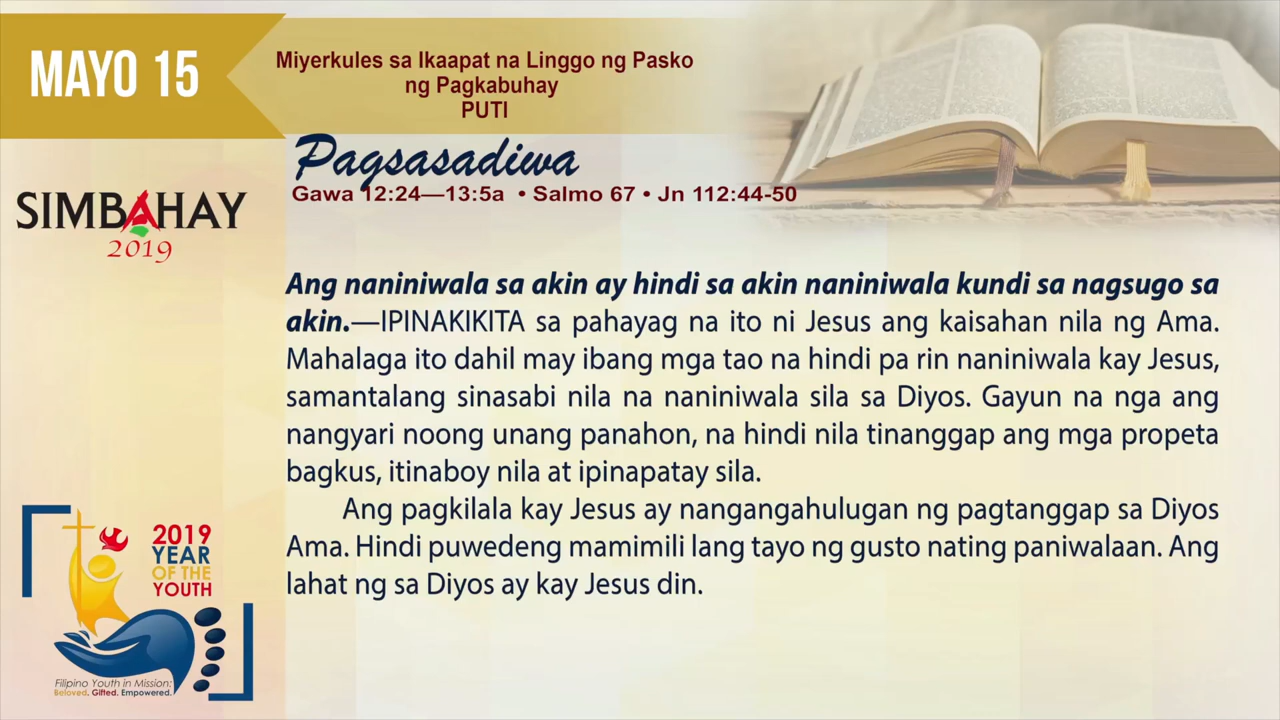 MAYO 15
Miyerkules sa Ikaapat na Linggo ng Pasko
ng Pagkabuhay
PUTI
Pagsasadiwa
Gawa 12:24—13:5a • Salmo 67 • Jn 112:44-50
SIMBAHAY
2019
Ang naniniwala sa akin ay hindi sa akin naniniwala kundi sa nagsugo sa
akin.—IPINAKIKITA sa pahayag na ito ni Jesus ang kaisahan nila ng Ama.
Mahalaga ito dahil may ibang mga tao na hindi pa rin naniniwala kay Jesus,
samantalang sinasabi nila na naniniwala sila sa Diyos. Gayun na nga ang
nangyari noong unang panahon, na hindi nila tinanggap ang mga propeta
bagkus, itinaboy nila at ipinapatay sila.
Ang pagkilala kay Jesus ay nangangahulugan ng pagtanggap sa Diyos
Ama. Hindi puwedeng mamimili lang tayo ng gusto nating paniwalaan. Ang
lahat ng sa Diyos ay kay Jesus din.
2019
YEAR
OF THE
YOUTH
Filipino Youth in Mission:
Beloved. Gifted. Empowered.